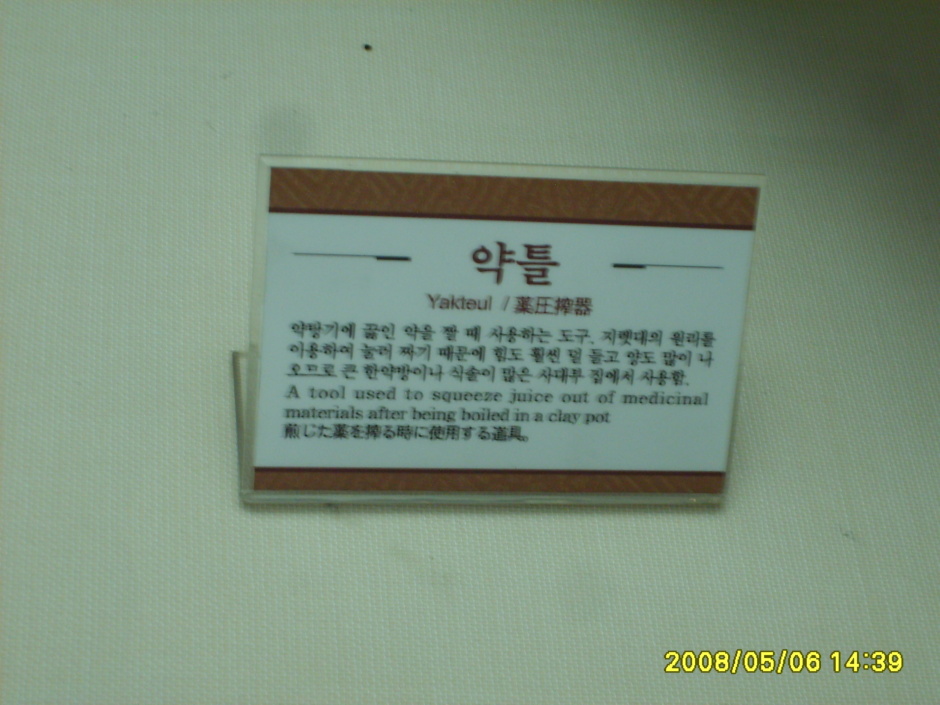 약틀
Yakteul / 薬圧搾器
약탕기에 끓인 약을 짤 때 사용하는 도구. 지렛대의 원리를
이용하여 눌러 짜기 때문에 힘도 훨씬 덜 들고 양도 많이 나
오므로 큰 한약방이나 식솔이 많은 사대부 집에서 사용함.
A tool used to squeeze juice out of medicinal
materials after being boiled in a clay pot
煎じた薬を搾る時に使用する道具。
2008/05/06 14:39